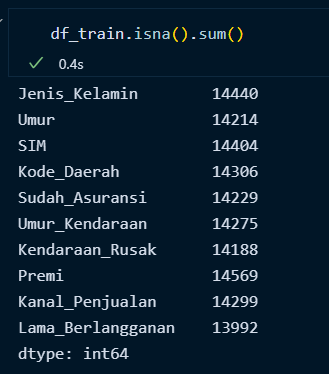 df_train.isna().sum()
0.4s
Jenis_Kelamin 14440
Umur 14214
SIM 14404
Kode_Daerah 14306
Sudah_Asuransi 14229
Umur_Kendaraan 14275
Kendaraan_Rusak 14188
Premi 14569
Kanal_Penjualan 14299
Lama_Berlangganan 13992
dtype: int64